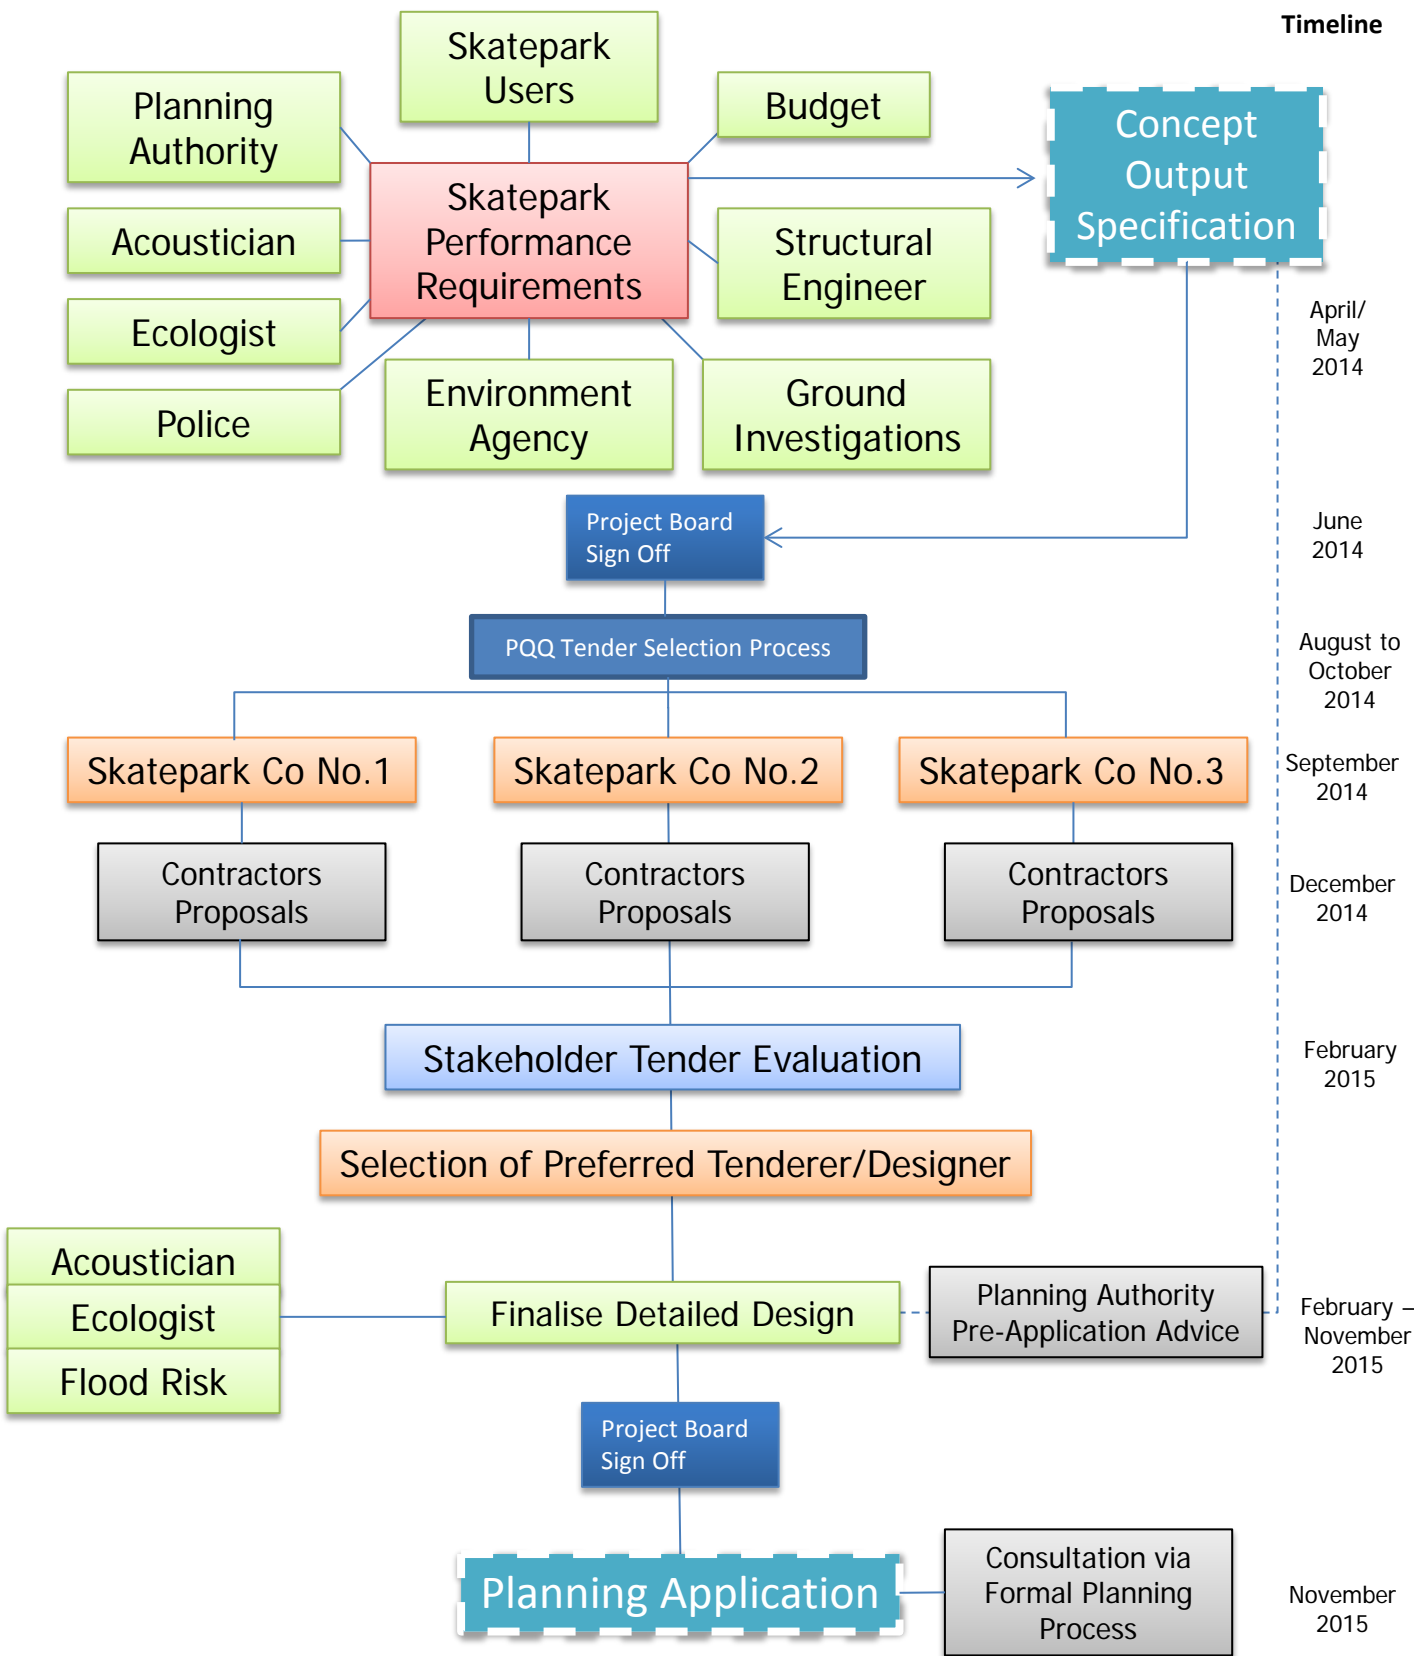 Timeline
Skatepark
Users
Planning
Authority
Budget
Concept
Output
Specification
Skatepark
Performance
Requirements
Acoustician
Structural
Engineer
Ecologist
April/
May
2014
Police
Environment
Agency
Ground
Investigations
Project Board
Sign Off
June
2014
PQQ Tender Selection Process
August to
October
2014
Skatepark Co No.1
Skatepark Co No.2
Skatepark Co No.3
September
2014
Contractors
Proposals
Contractors
Proposals
Contractors
Proposals
December
2014
Stakeholder Tender Evaluation
February
2015
Selection of Preferred Tenderer/Designer
Acoustician
Ecologist
Flood Risk
Finalise Detailed Design
Planning Authority
Pre-Application Advice
February –
November
2015
Project Board
Sign Off
Planning Application
Consultation via
Formal Planning
Process
November
2015